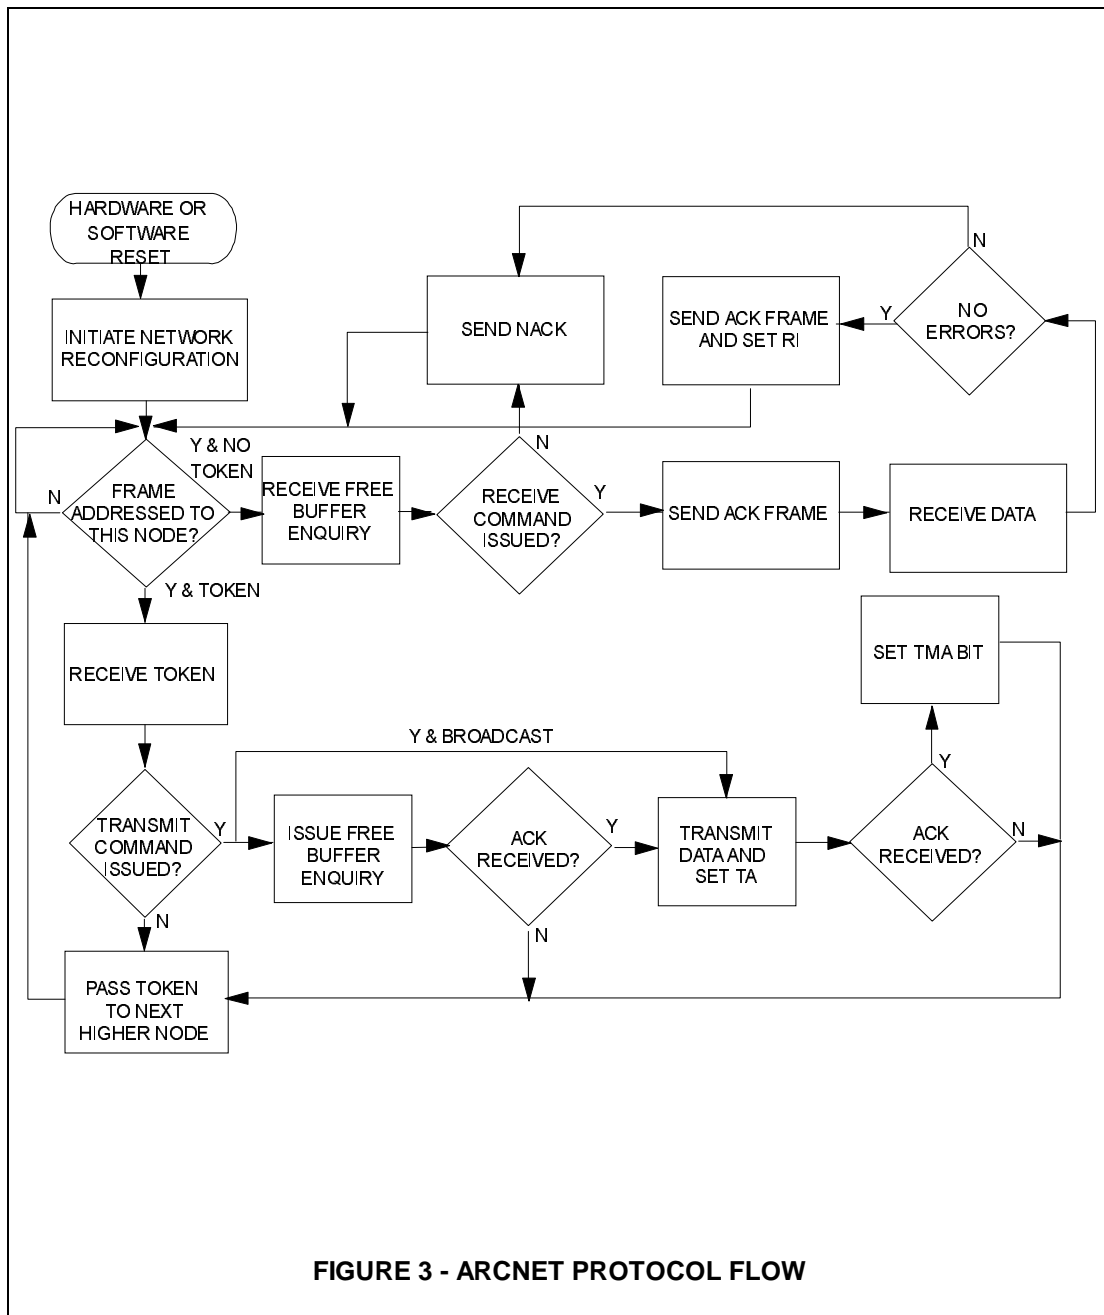 HARDWARE OR
SOFTWARE
RESET
INITIATE NETWORK
RECONFIGURATION
SEND NACK
SEND ACK FRAME
AND SET RI
Y
N
NO
ERRORS?
Y & NO
TOKEN
N
FRAME
ADDRESSED TO
THIS NODE?
RECEIVE FREE
BUFFER
ENQUIRY
N
RECEIVE
COMMAND
ISSUED?
Y
SEND ACK FRAME
RECEIVE DATA
Y & TOKEN
RECEIVE TOKEN
SET TMA BIT
Y & BROADCAST
TRANSMIT
COMMAND
ISSUED?
Y
N
ISSUE FREE
BUFFER
ENQUIRY
ACK
RECEIVED?
Y
N
TRANSMIT
DATA AND
SET TA
Y
ACK
RECEIVED?
N
PASS TOKEN
TO NEXT
HIGHER NODE
FIGURE 3 - ARCNET PROTOCOL FLOW